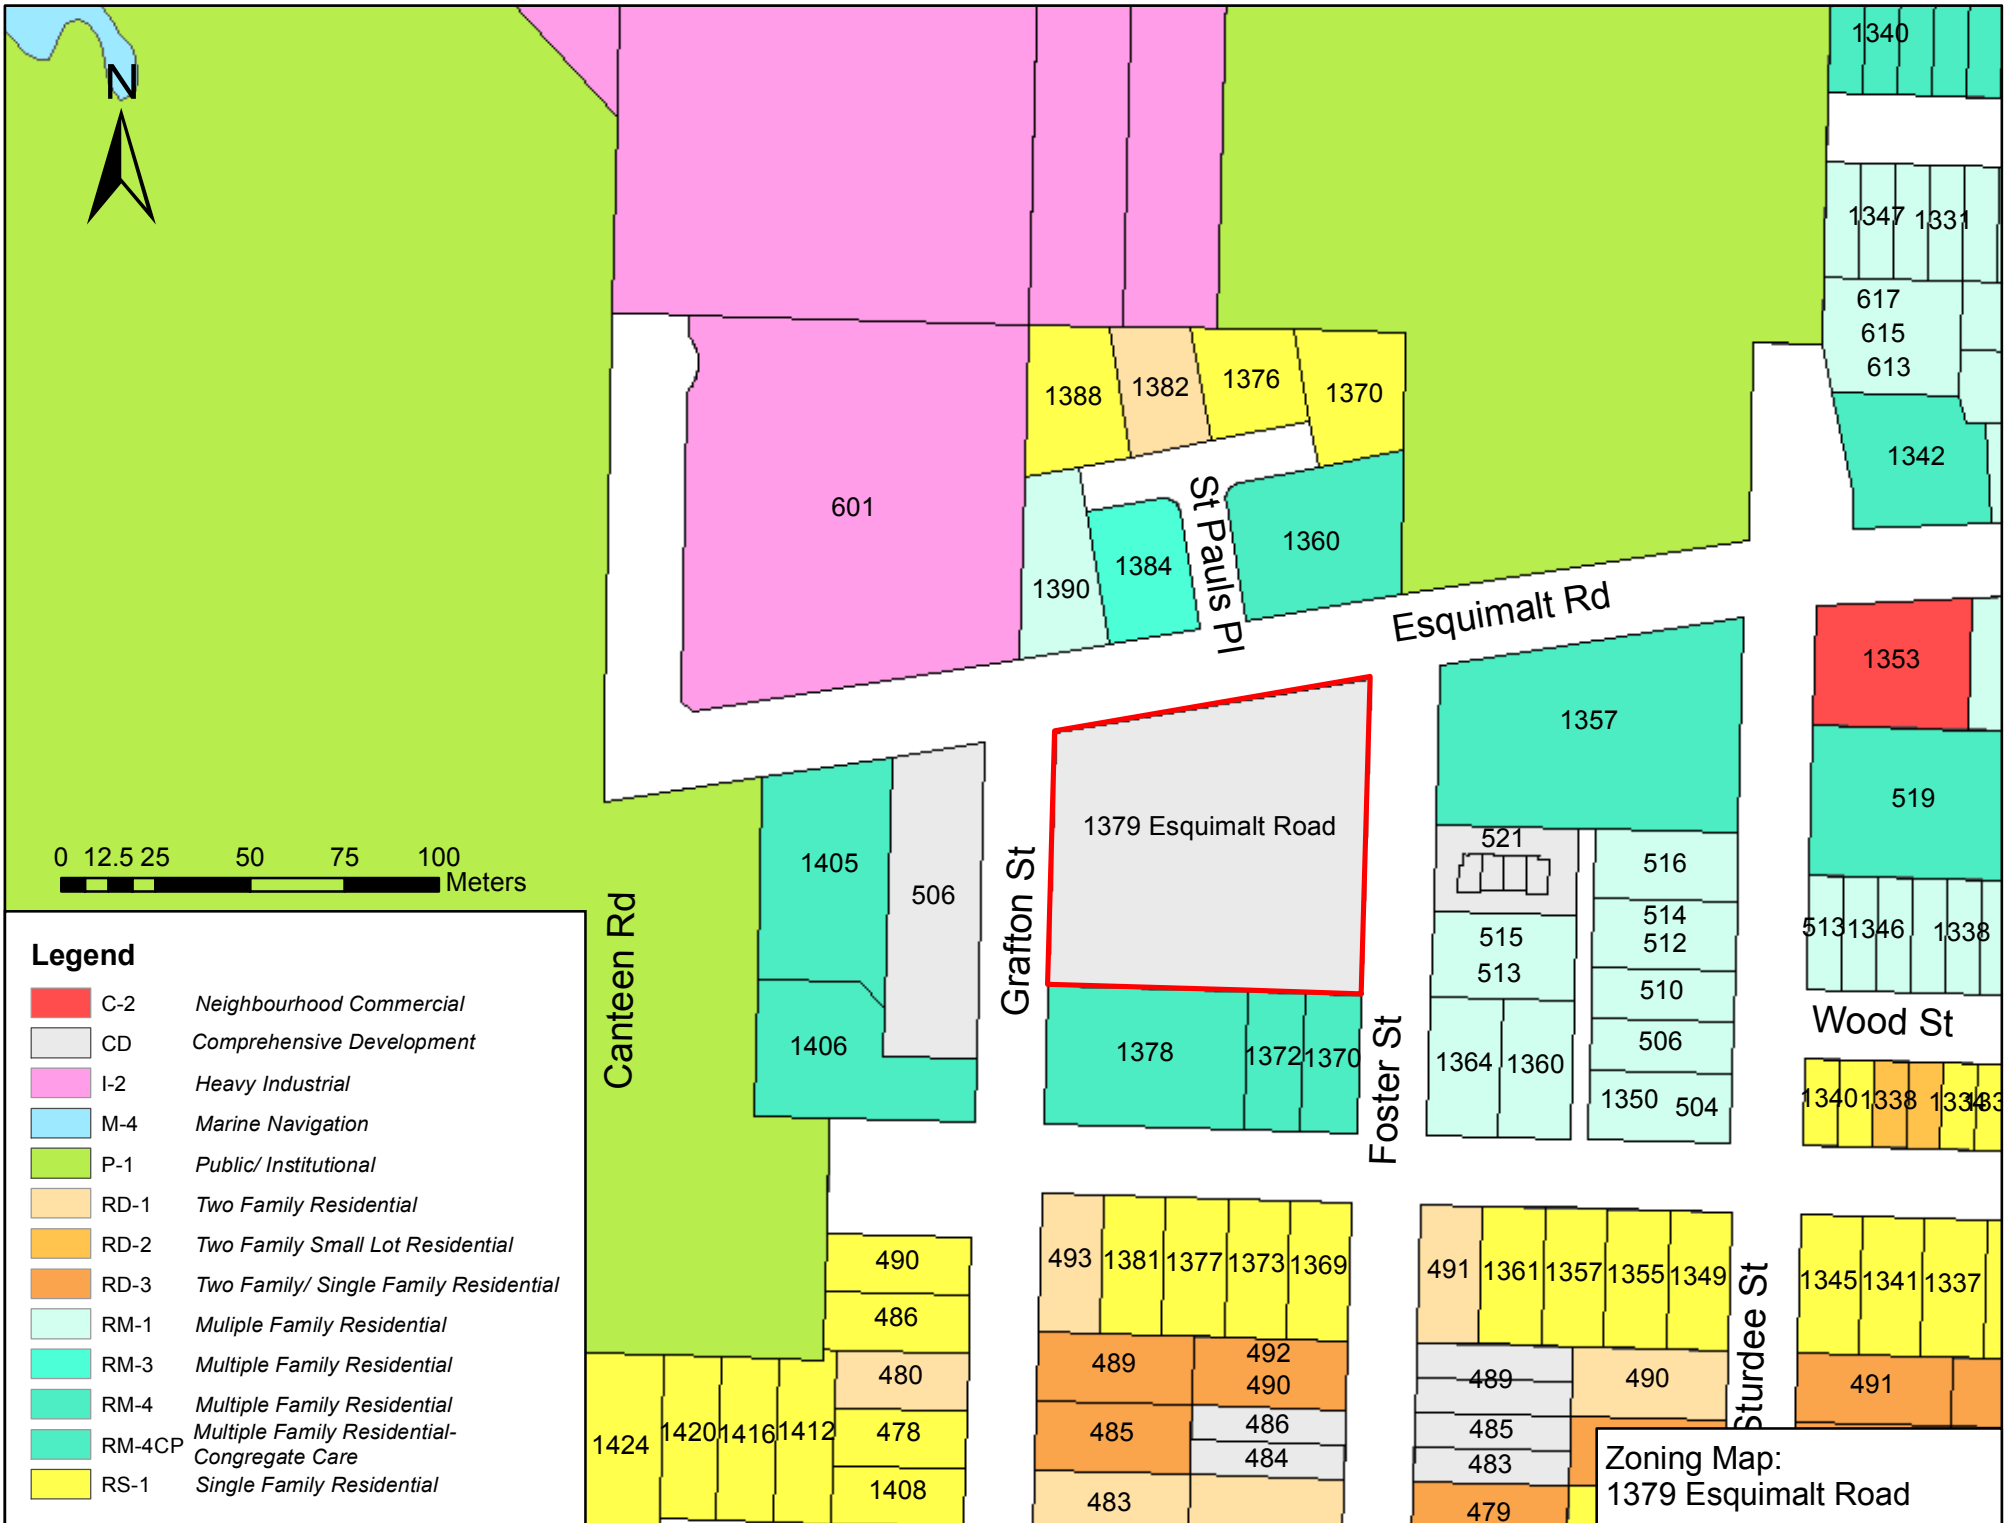 1340
N
1347 1331
617
615
613
1388
1382
1376
1370
1342
601
St Pauls Pl
1384
1360
1390
Esquimalt Rd
1353
1357
1379 Esquimalt Road
519
0 12.5 25 50 75 100
Meters
1405
506
Grafton St
521
516
514
512
515
513
510
506
513 1346 1338
Wood St
Canteen Rd
1406
1378
1372
1370
Foster St
1364
1360
1350 504
1340 1338 1334
Legend
C-2 Neighbourhood Commercial
CD Comprehensive Development
I-2 Heavy Industrial
M-4 Marine Navigation
P-1 Public/ Institutional
RD-1 Two Family Residential
RD-2 Two Family Small Lot Residential
RD-3 Two Family/ Single Family Residential
RM-1 Muliple Family Residential
RM-3 Multiple Family Residential
RM-4 Multiple Family Residential
RM-4CP Multiple Family Residential-
Congregate Care
RS-1 Single Family Residential
490
486
480
478
1408
1424
1420
1416
1412
493
1381
1377
1373
1369
489
492
490
485
486
484
483
491
1361
1357
1355
1349
489
490
485
483
479
Sturdee St
1345
1341
1337
491
Zoning Map:
1379 Esquimalt Road